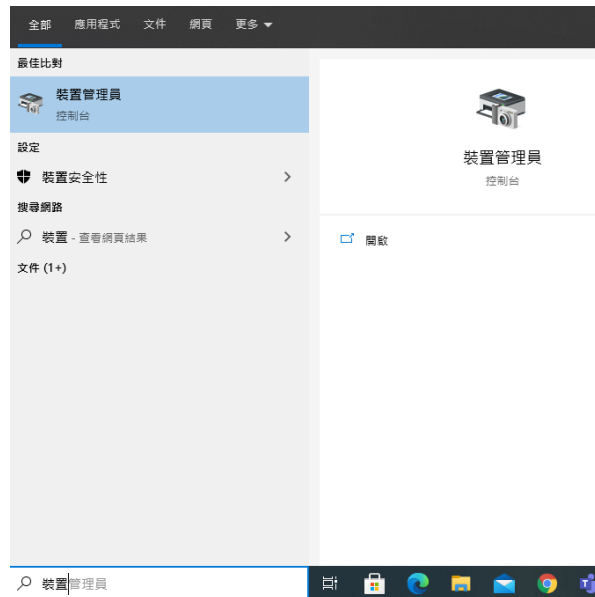 全部 應用程式 文件 網頁 更多
最佳比對
裝置管理員
控制台
設定
裝置安全性
搜尋網路
裝置 - 查看網頁結果
文件 (1+)
裝置管理員
控制台
開啟
裝置管理員